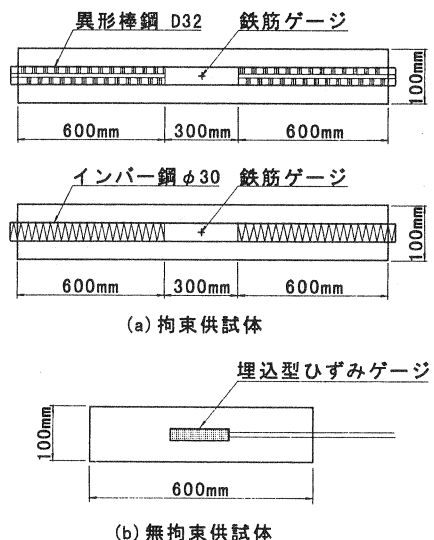 異形棒鋼 D32 鉄筋ゲージ
100mm
600mm 300mm 600mm
インバー鋼φ30 鉄筋ゲージ
100mm
600mm 300mm 600mm
(a)拘束供試体
埋込型ひずみゲージ
100mm
600mm
(b)無拘束供試体